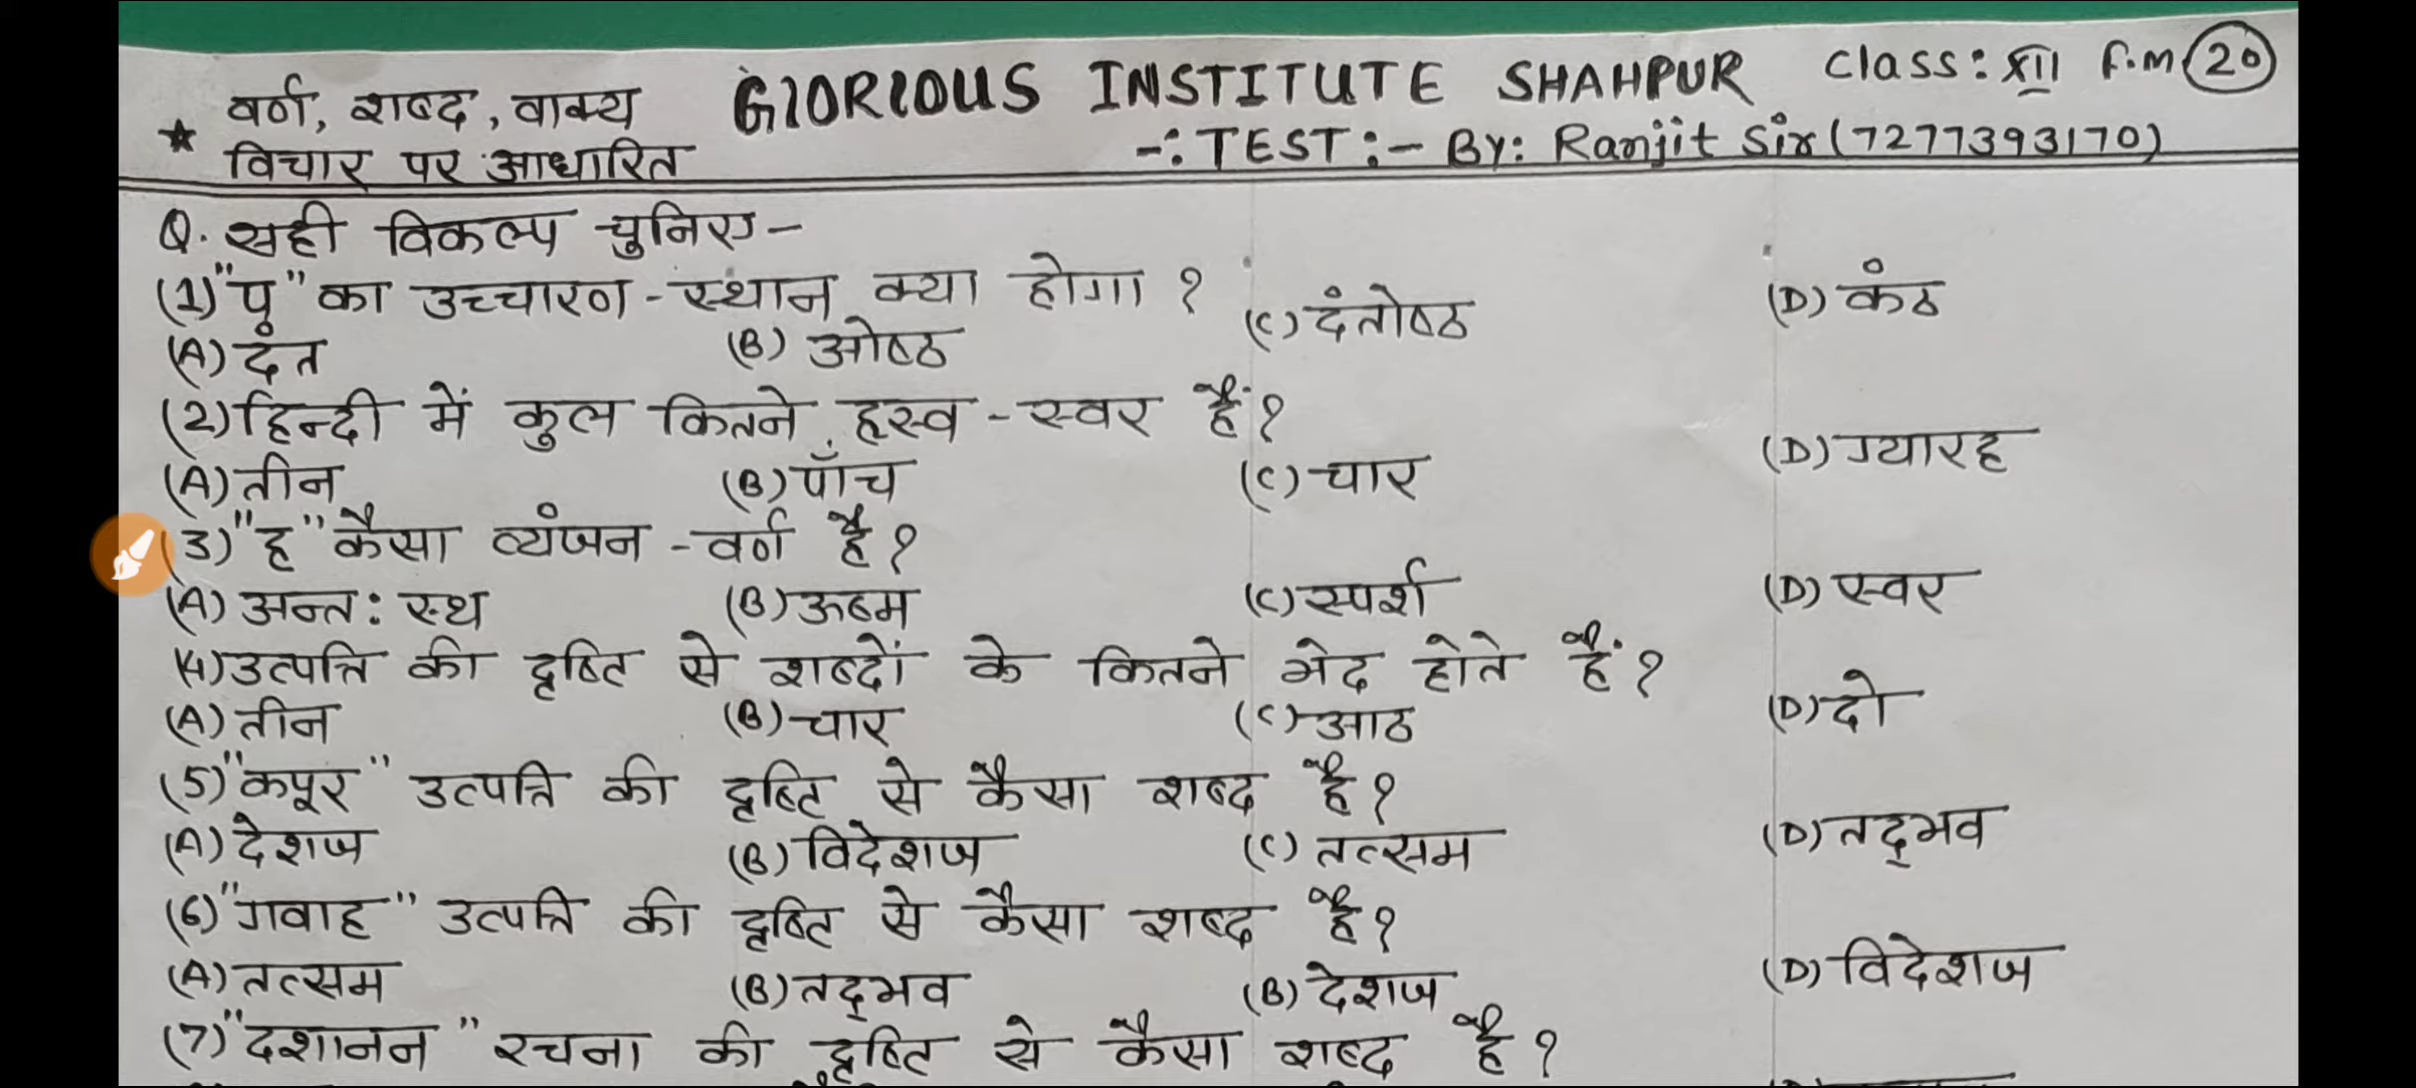 ★ वर्ण, शब्द, वाक्य विचार पर आधारित
GlORIOUS INSTITUTE SHAHPUR Class: XII F.M 20
-: TEST :- By: Ranjit Sir (7277393170)
Q. सही विकल्प चुनिए-
(1) "प्" का उच्चारण-स्थान क्या होगा ?
(A) दंत (B) ओष्ठ (C) दंतोष्ठ (D) कंठ
(2) हिन्दी में कुल कितने हृस्व-स्वर हैं?
(A) तीन (B) पाँच (C) चार (D) ग्यारह
(3) "ह" कैसा व्यंजन-वर्ण है?
(A) अन्त: स्थ (B) ऊष्म (C) स्पर्श (D) स्वर
(4) उत्पत्ति की दृष्टि से शब्दों के कितने भेद होते हैं?
(A) तीन (B) चार (C) आठ (D) दो
(5) "कपूर" उत्पत्ति की दृष्टि से कैसा शब्द है?
(A) देशज (B) विदेशज (C) तत्सम (D) तद्‌भव
(6) "गवाह" उत्पत्ति की दृष्टि से कैसा शब्द है?
(A) तत्सम (B) तद्‌भव (B) देशज (D) विदेशज
(7) "दशानन" रचना की दृष्टि से कैसा शब्द है?